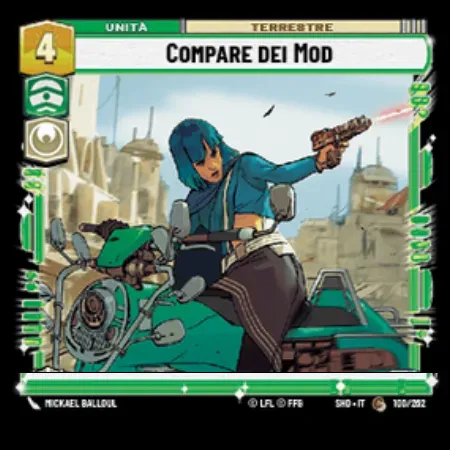 UNITÀ TERRESTRE
4 COMPARE DEI MOD
MICKAEL BALLOUL © LFL © FFG SHD • IT 100/262